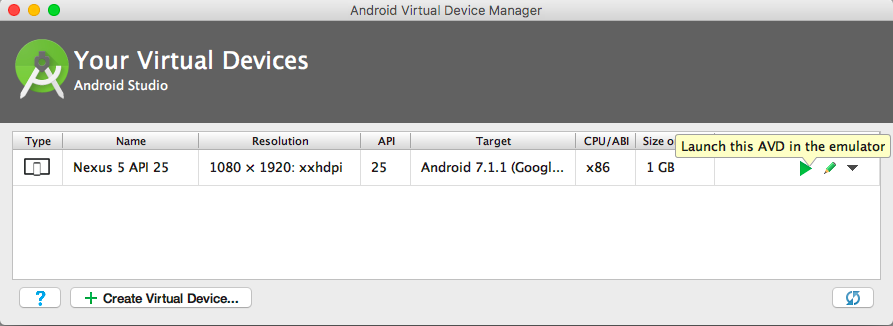 Android Virtual Device Manager
Your Virtual Devices
Android Studio
Type Name Resolution API Target CPU/ABI Size o
Launch this AVD in the emulator
Nexus 5 API 25 1080 × 1920: xxhdpi 25 Android 7.1.1 (Googl... x86 1 GB
? Create Virtual Device...